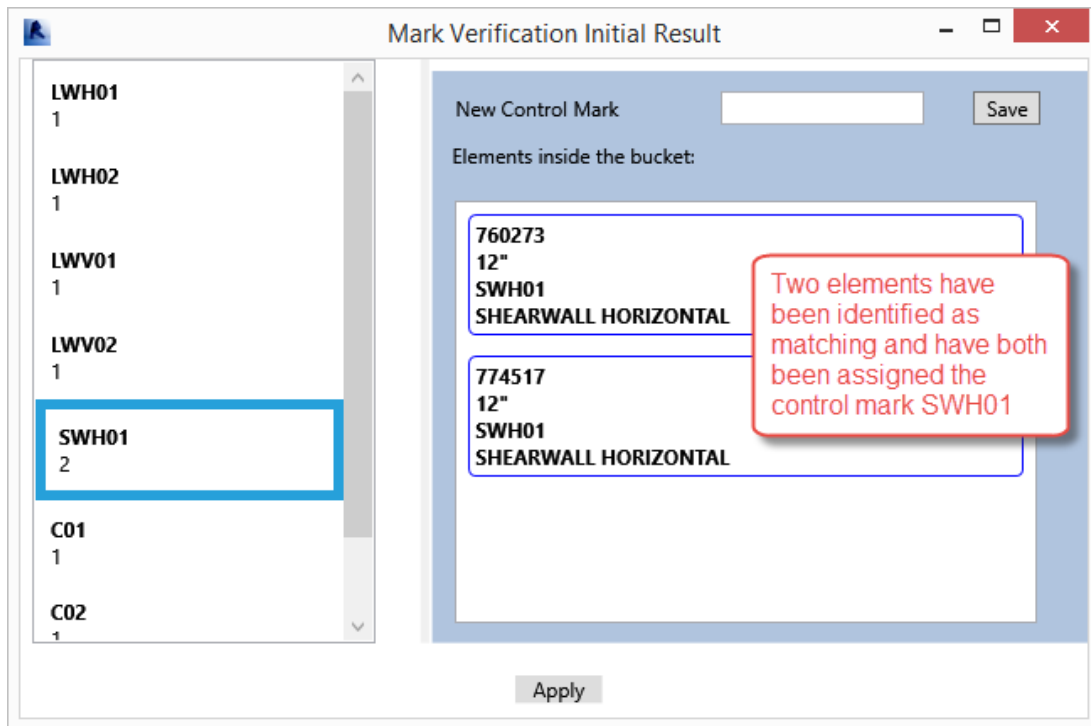 Mark Verification Initial Result
LWH01
1
LWH02
1
LWV01
1
LWV02
1
SWH01
2
C01
1
C02
1
New Control Mark
Save
Elements inside the bucket:
760273
12"
SWH01
SHEARWALL HORIZONTAL
774517
12"
SWH01
SHEARWALL HORIZONTAL
Two elements have
been identified as
matching and have both
been assigned the
control mark SWH01
Apply